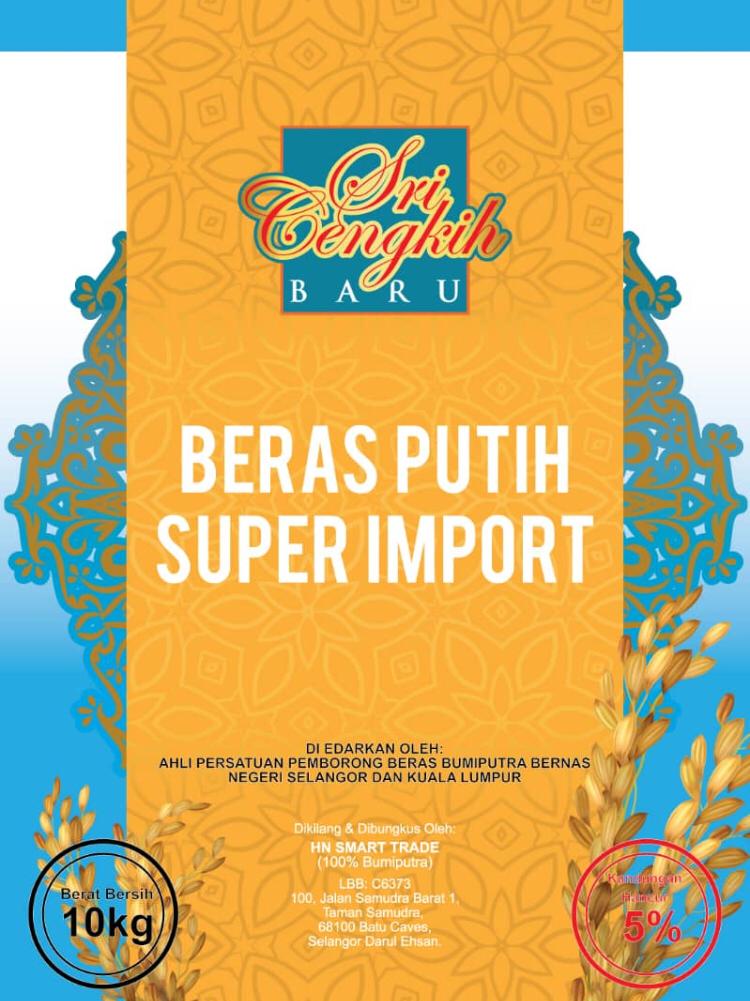 Sri
Cengkih
BARU
BERAS PUTIH
SUPER IMPORT
DI EDARKAN OLEH:
AHLI PERSATUAN PEMBORONG BERAS BUMIPUTRA BERNAS
NEGERI SELANGOR DAN KUALA LUMPUR
Dikilang & Dibungkus Oleh:
HN SMART TRADE
(100% Bumiputra)
LBB: C6373
100, Jalan Samudra Barat 1,
Taman Samudra,
68100 Batu Caves,
Selangor Darul Ehsan.
Berat Bersih
10kg
Kandungan
Hancur
5%